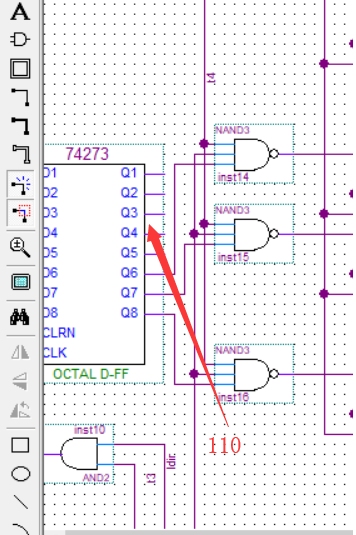 A
t4
NAND3
inst14
74273
D1 Q1
D2 Q2
D3 Q3
D4 Q4
D5 Q5
D6 Q6
D7 Q7
D8 Q8
CLRN
CLK
OCTAL D-FF
NAND3
inst15
NAND3
inst16
inst10
AND2
t3
ldir
110